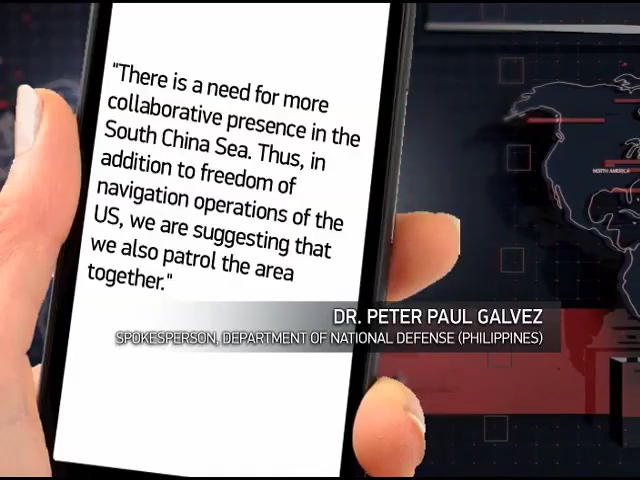 "There is a need for more
collaborative presence in the
South China Sea. Thus, in
addition to freedom of
navigation operations of the
US, we are suggesting that
we also patrol the area
together."
DR. PETER PAUL GALVEZ
SPOKESPERSON, DEPARTMENT OF NATIONAL DEFENSE (PHILIPPINES)
NORTH AMERICA